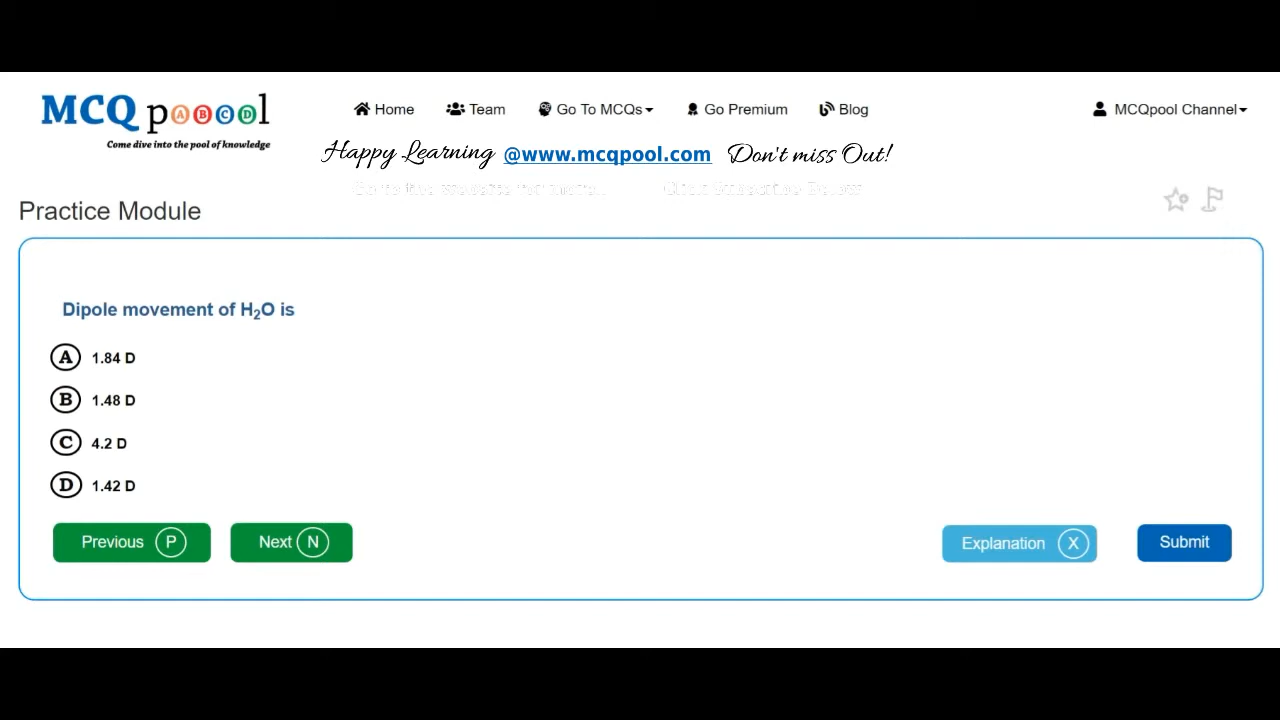 MCQ pooool
Come dive into the pool of knowledge
Home Team Go To MCQs Go Premium Blog MCQpool Channel
Happy Learning @www.mcqpool.com Don't miss Out!
Practice Module
Dipole movement of H₂O is
A 1.84 D
B 1.48 D
C 4.2 D
D 1.42 D
Previous P Next N Explanation X Submit